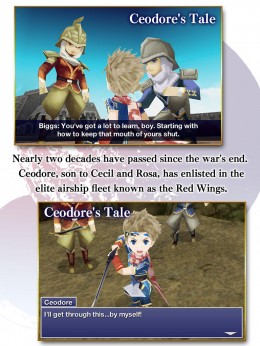 Ceodore's Tale
Biggs: You've got a lot to learn, boy. Starting with
how to keep that mouth of yours shut.
Nearly two decades have passed since the war's end.
Ceodore, son to Cecil and Rosa, has enlisted in the
elite airship fleet known as the Red Wings.
Ceodore's Tale
Ceodore
I'll get through this...by myself!